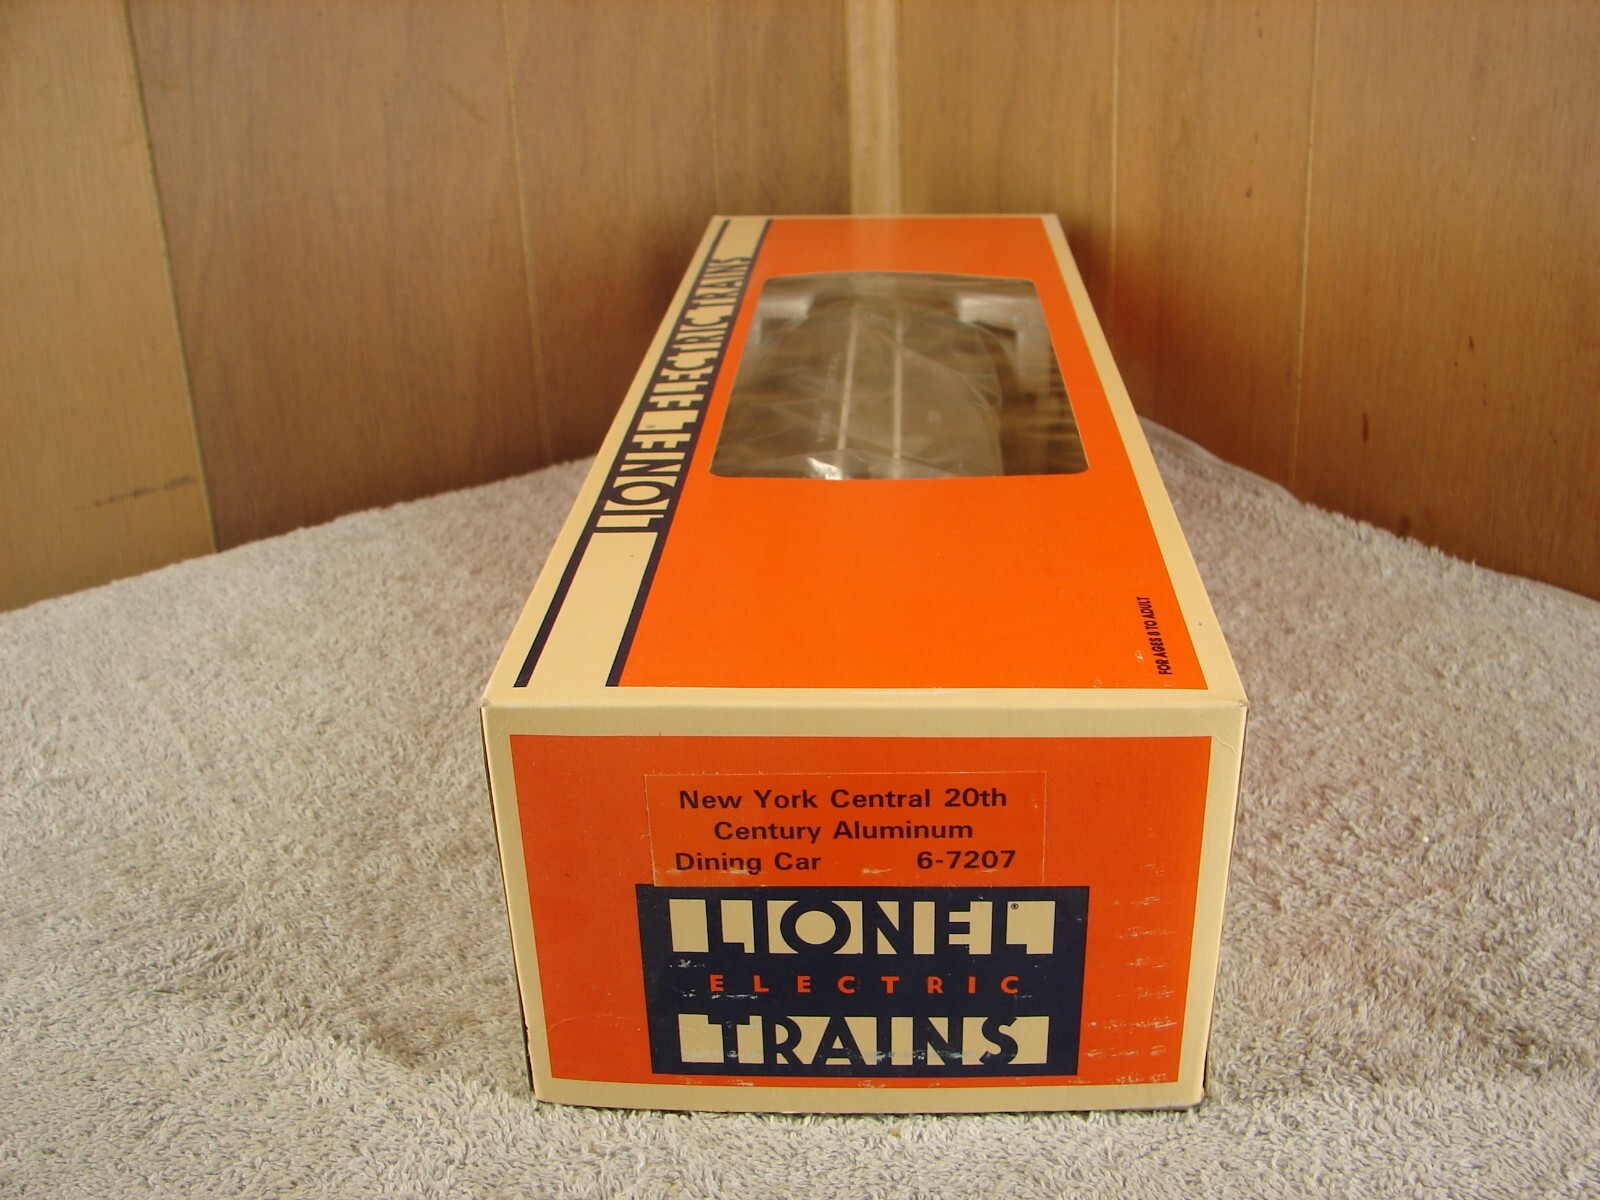 LIONEL ELECTRIC TRAINS
FOR AGES 8 TO ADULT
New York Central 20th
Century Aluminum
Dining Car 6-7207
LIONEL®
ELECTRIC
TRAINS